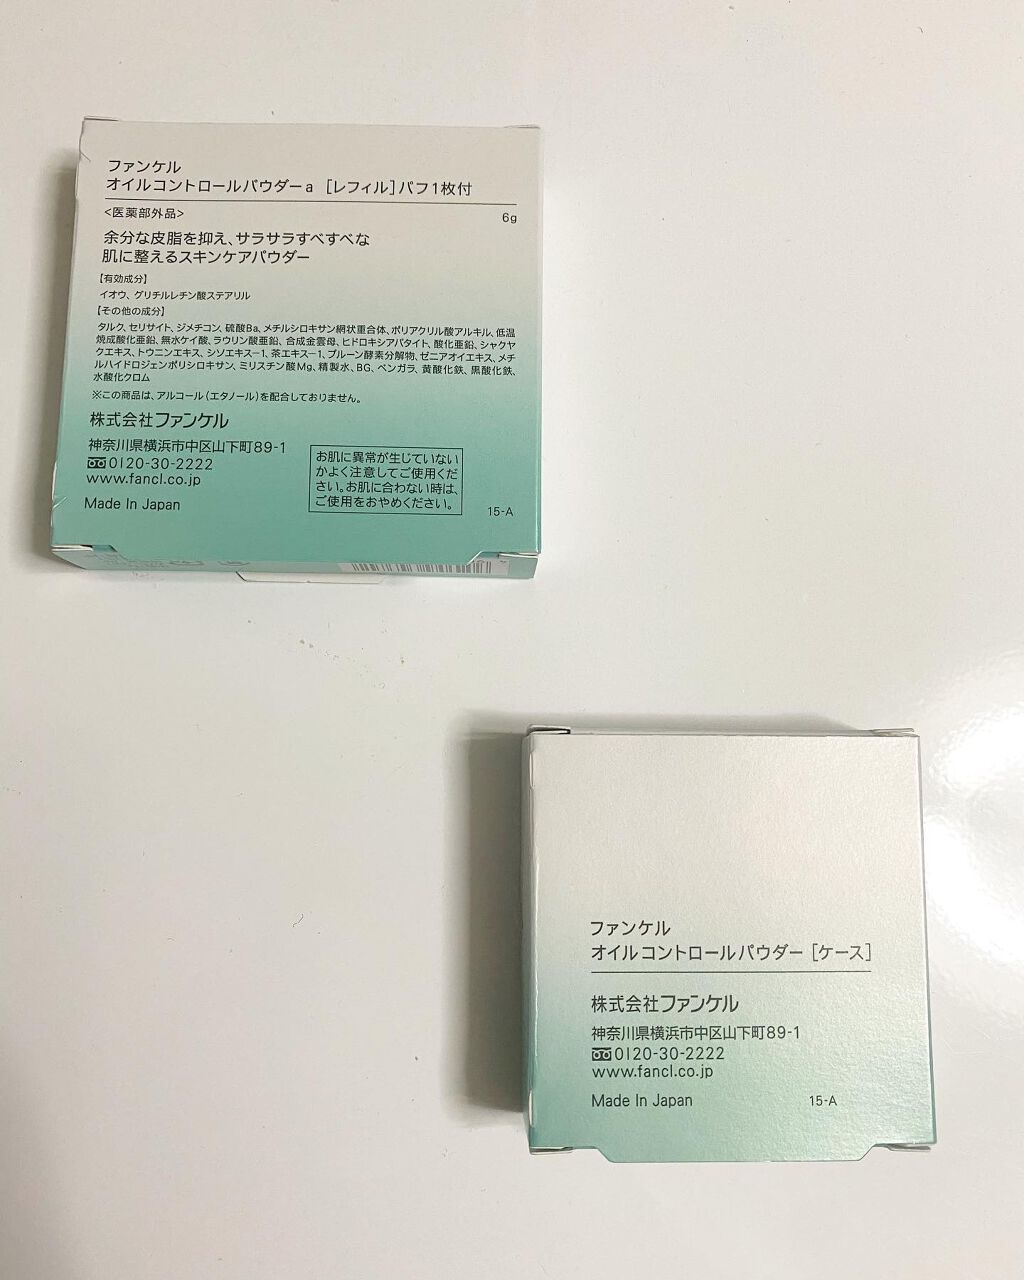 ファンケル
オイルコントロールパウダーa ［レフィル］パフ1枚付
<医薬部外品>
6g
余分な皮脂を抑え、サラサラすべすべな
肌に整えるスキンケアパウダー
【有効成分】
イオウ、グリチルレチン酸ステアリル
【その他の成分】
タルク、セリサイト、ジメチコン、硫酸Ba、メチルシロキサン網状重合体、ポリアクリル酸アルキル、低温
焼成酸化亜鉛、無水ケイ酸、ラウリン酸亜鉛、合成金雲母、ヒドロキシアパタイト、酸化亜鉛、シャクヤ
クエキス、トウニンエキス、シソエキス-1、茶エキス-1、プルーン酵素分解物、ゼニアオイエキス、メチ
ルハイドロジェンポリシロキサン、ミリスチン酸Mg、精製水、BG、ベンガラ、黄酸化鉄、黒酸化鉄、
水酸化クロム
※この商品は、アルコール（エタノール）を配合しておりません。
株式会社ファンケル
神奈川県横浜市中区山下町89-1
0120-30-2222
www.fancl.co.jp
Made In Japan
お肌に異常が生じていない
かよく注意してご使用くだ
さい。お肌に合わない時は、
ご使用をおやめください。
15-A
ファンケル
オイルコントロールパウダー［ケース］
株式会社ファンケル
神奈川県横浜市中区山下町89-1
0120-30-2222
www.fancl.co.jp
Made In Japan
15-A